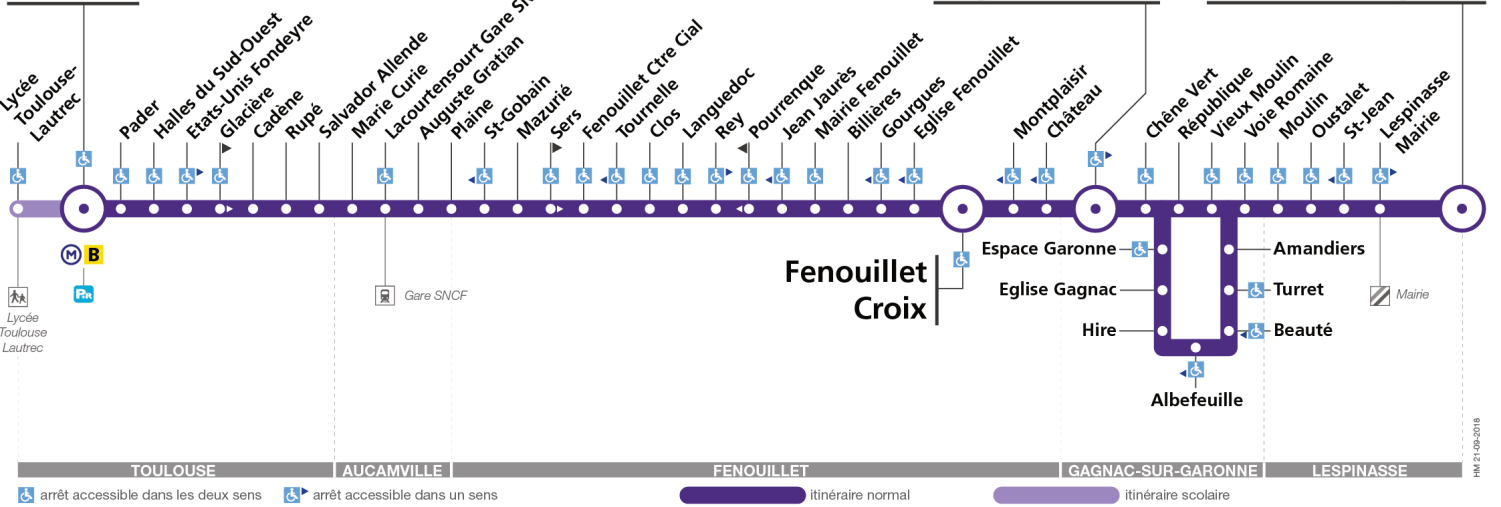 Lycée
Toulouse-
Lautrec
Pader
Halles du Sud-Ouest
Etats-Unis Fondeyre
Glacière
Cadène
Rupé
Salvador Allende
Marie Curie
Lacourtensourt Gare
Auguste Gratian
Plaine
St-Gobain
Mazurié
Sers
Fenouillet Ctre Cial
Tournelle
Clos
Languedoc
Rey
Pourrenque
Jean Jaurès
Mairie Fenouillet
Billières
Gourgues
Eglise Fenouillet
Montplaisir
Château
Chêne Vert
République
Vieux Moulin
Voie Romaine
Moulin
Oustalet
St-Jean
Lespinasse
Mairie
M B
P+R
Lycée
Toulouse
Lautrec
Gare SNCF
Fenouillet
Croix
Espace Garonne
Eglise Gagnac
Hire
Amandiers
Turret
Beauté
Albefeuille
Mairie
HM 21-09-2018
TOULOUSE
AUCAMVILLE
FENOUILLET
GAGNAC-SUR-GARONNE
LESPINASSE
arrêt accessible dans les deux sens
arrêt accessible dans un sens
itinéraire normal
itinéraire scolaire